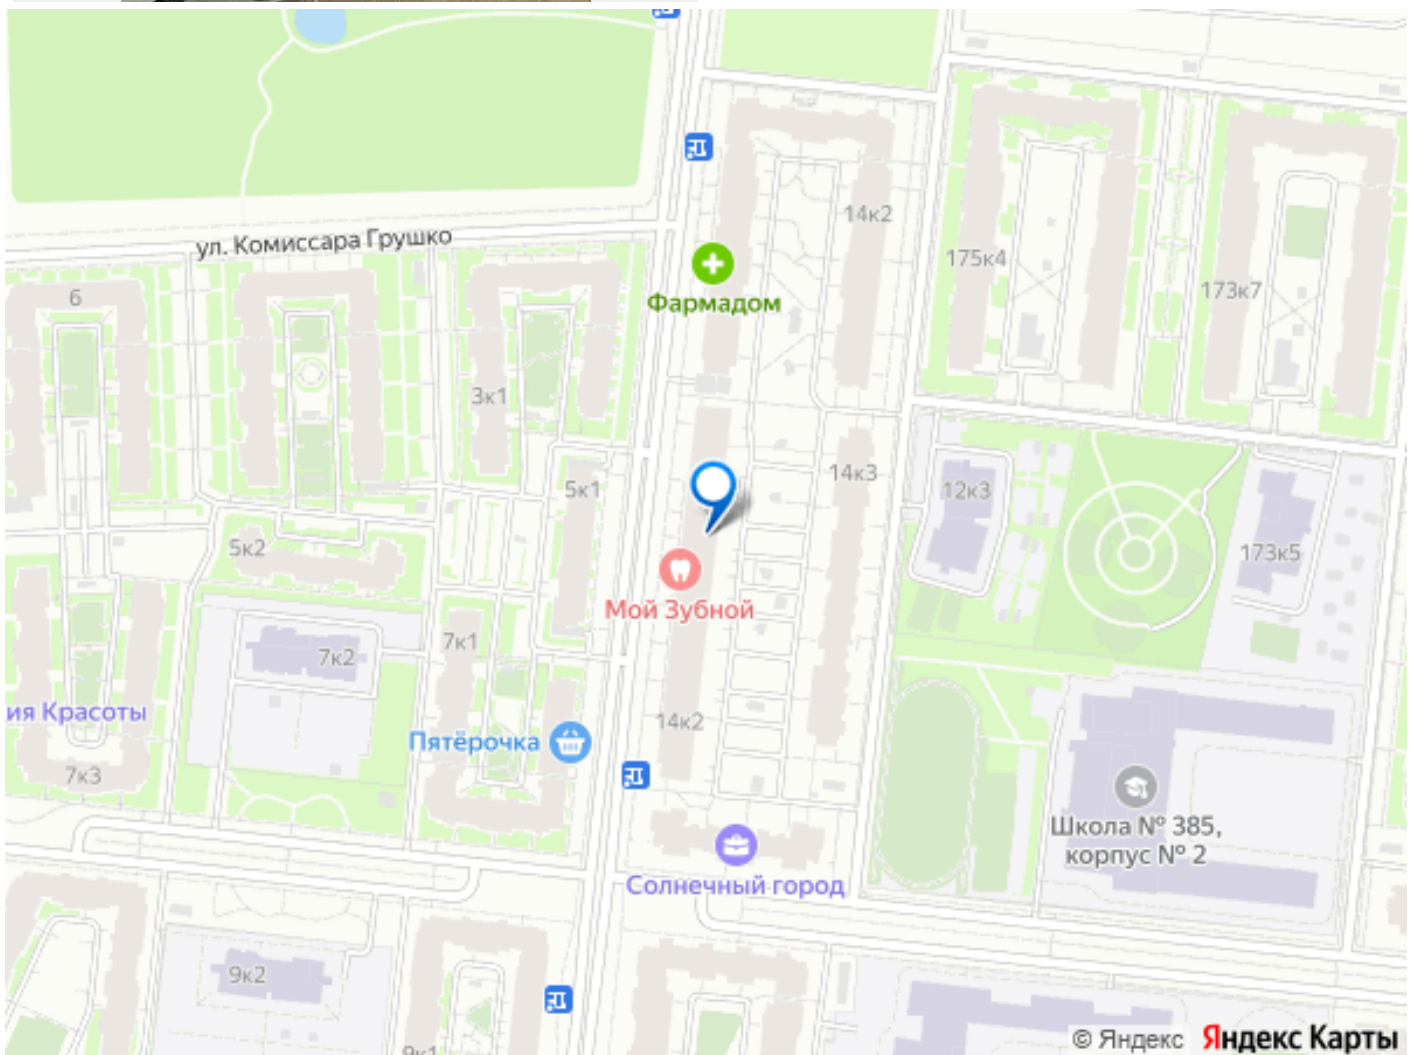 14к2
ул. Комиссара Грушко
175к4
Фармадом
173к7
6
3к1
14к3
5к1
12к3
5к2
173к5
Мой Зубной
7к1
7к2
ия Красоты
14к2
Пятёрочка
7к3
Школа № 385,
корпус № 2
Солнечный город
9к2
9к1
© Яндекс Яндекс Карты